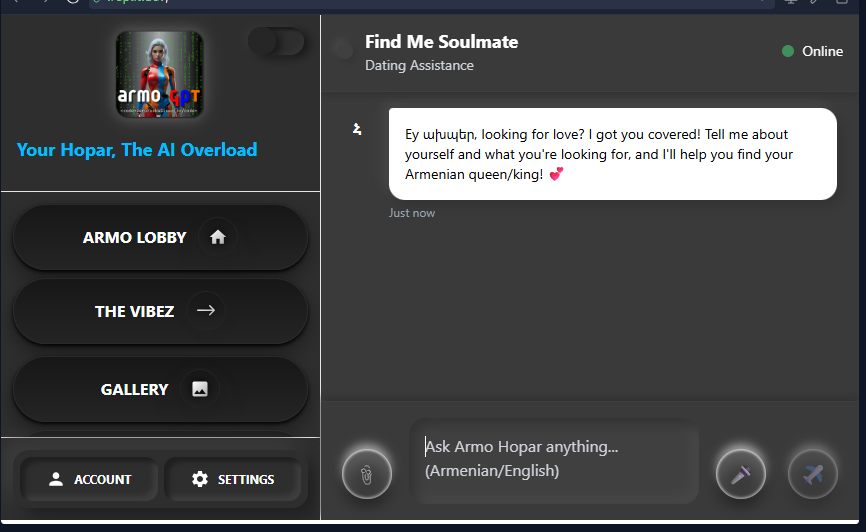 armo GPT
Your Hopar, The AI Overload
ARMO LOBBY
THE VIBEZ
GALLERY
ACCOUNT
SETTINGS
Find Me Soulmate
Dating Assistance
Online
Եy ախպեր, looking for love? I got you covered! Tell me about
yourself and what you're looking for, and I'll help you find your
Armenian queen/king! 💕
Just now
Ask Armo Hopar anything...
(Armenian/English)